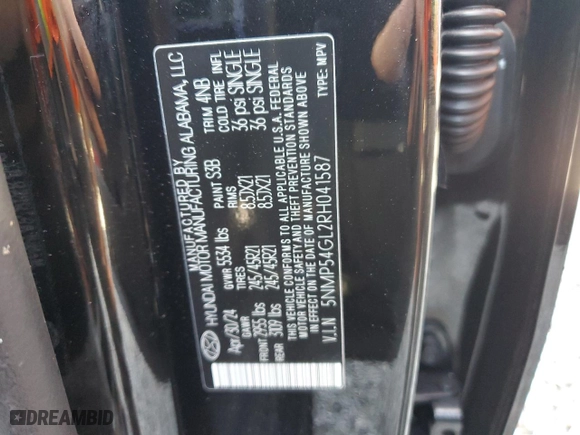 MANUFACTURED BY
HYUNDAI MOTOR MANUFACTURING ALABAMA, LLC
Apr/30/24 GVWR 5534 lbs PAINT S3B TRIM 4NB
GAWR TIRES RIMS COLD TIRE INFL
FRONT 2955 lbs 245/45R21 8.5JX21 36 psi SINGLE
REAR 3109 lbs 245/45R21 8.5JX21 36 psi SINGLE
THIS VEHICLE CONFORMS TO ALL APPLICABLE U.S.A. FEDERAL
MOTOR VEHICLE SAFETY AND THEFT PREVENTION STANDARDS
IN EFFECT ON THE DATE OF MANUFACTURE SHOWN ABOVE
V.I.N 5NMP54GL2RH041587 TYPE: MPV
DREAMBID